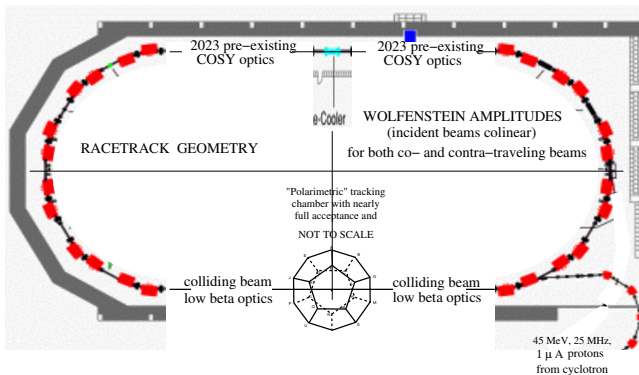 2023 pre−existing
COSY optics
2023 pre−existing
COSY optics
e-Cooler
WOLFENSTEIN AMPLITUDES
(incident beams colinear)
for both co− and contra−traveling beams
RACETRACK GEOMETRY
"Polarimetric" tracking
chamber with nearly
full acceptance and
NOT TO SCALE
colliding beam
low beta optics
colliding beam
low beta optics
45 MeV, 25 MHz,
1 μ A protons
from cyclotron